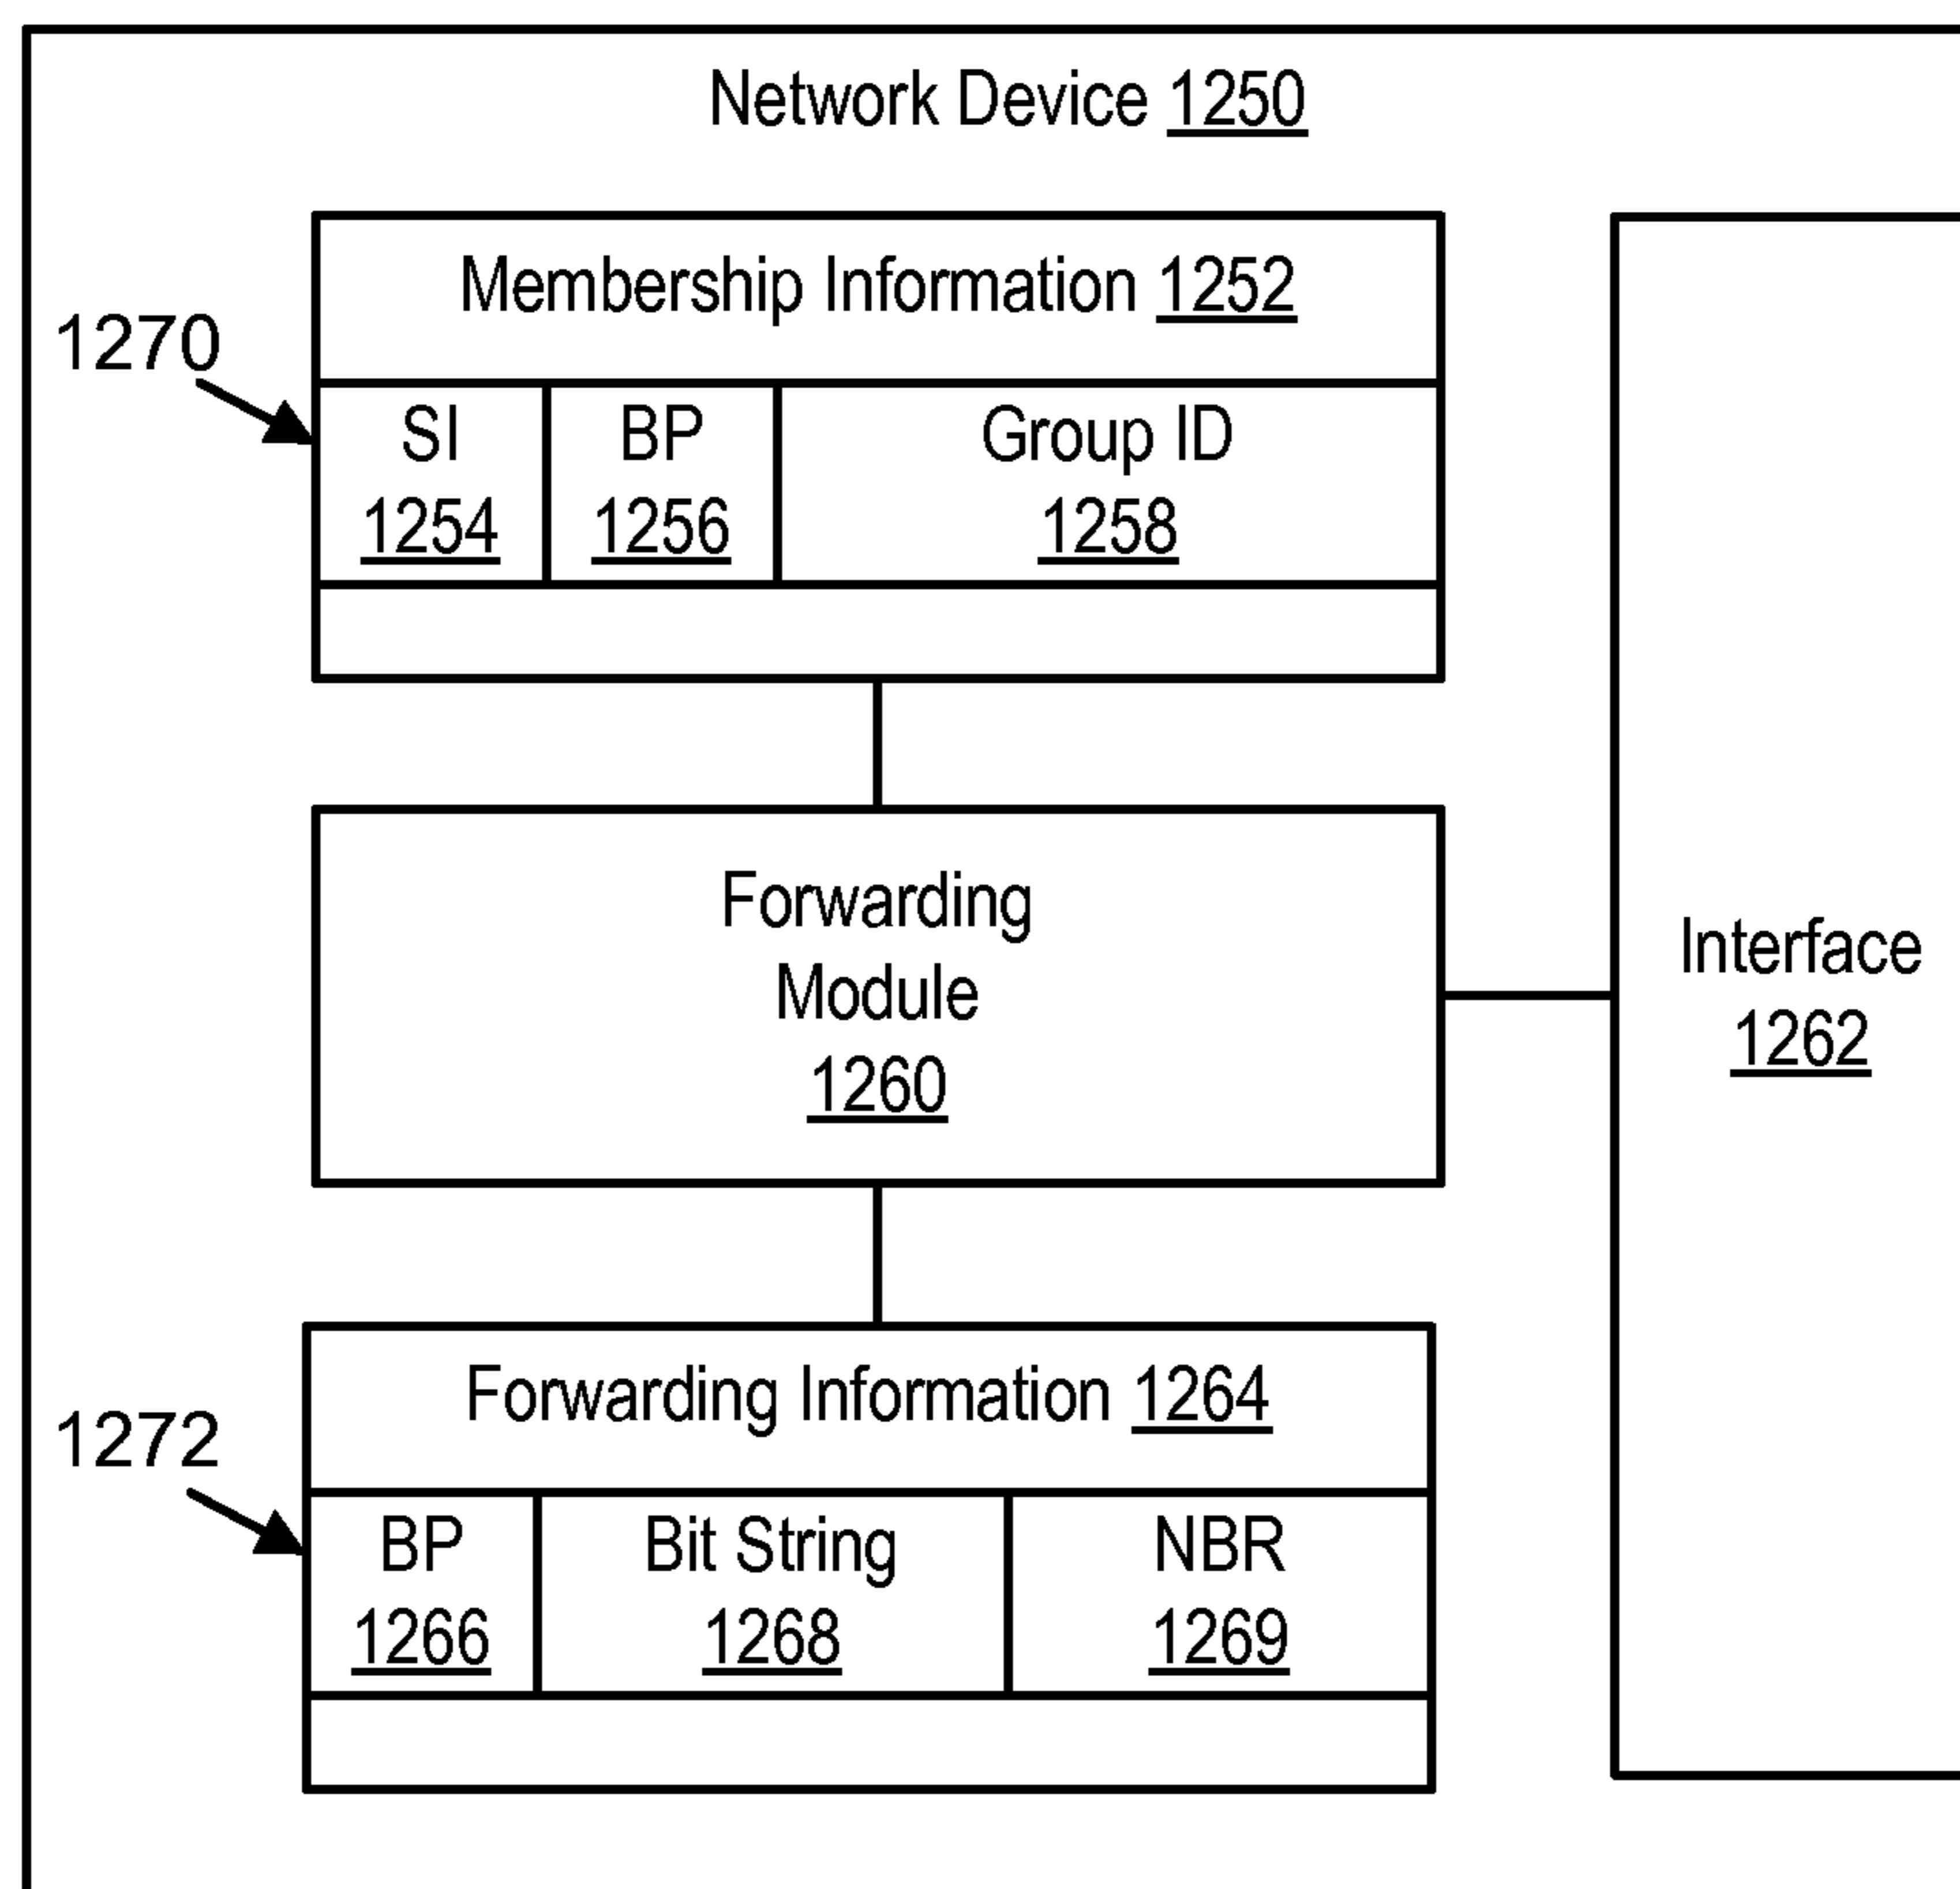 Network Device 1250
Membership Information 1252
1270
SI BP Group ID
1254 1256 1258
Forwarding
Module
1260
Interface
1262
Forwarding Information 1264
1272
BP Bit String NBR
1266 1268 1269